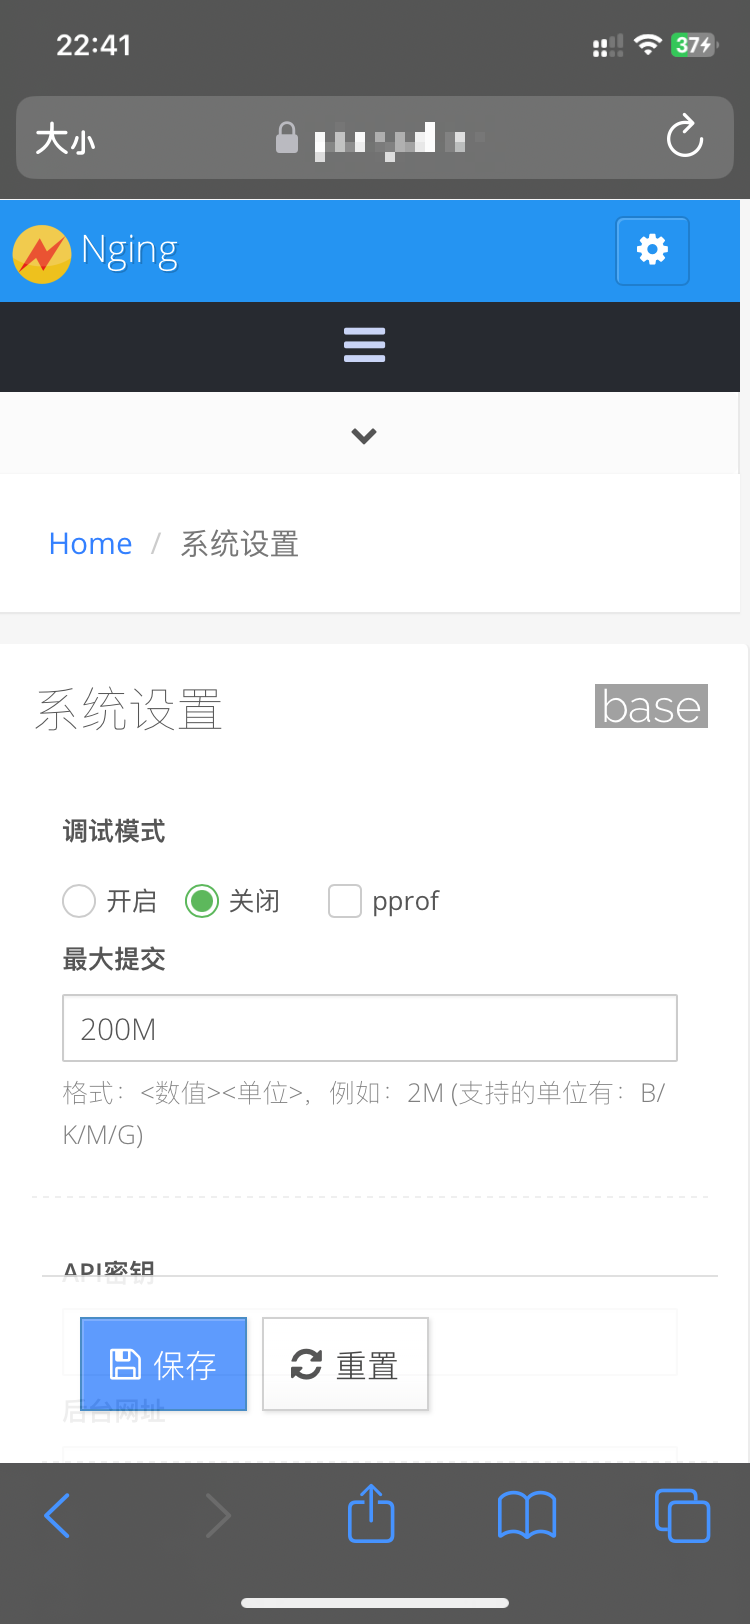 22:41
37
大小
Nging
Home / 系统设置
系统设置
base
调试模式
开启 关闭 pprof
最大提交
200M
格式：<数值><单位>，例如：2M (支持的单位有：B/
K/M/G)
API密钥
保存 重置
后台网址